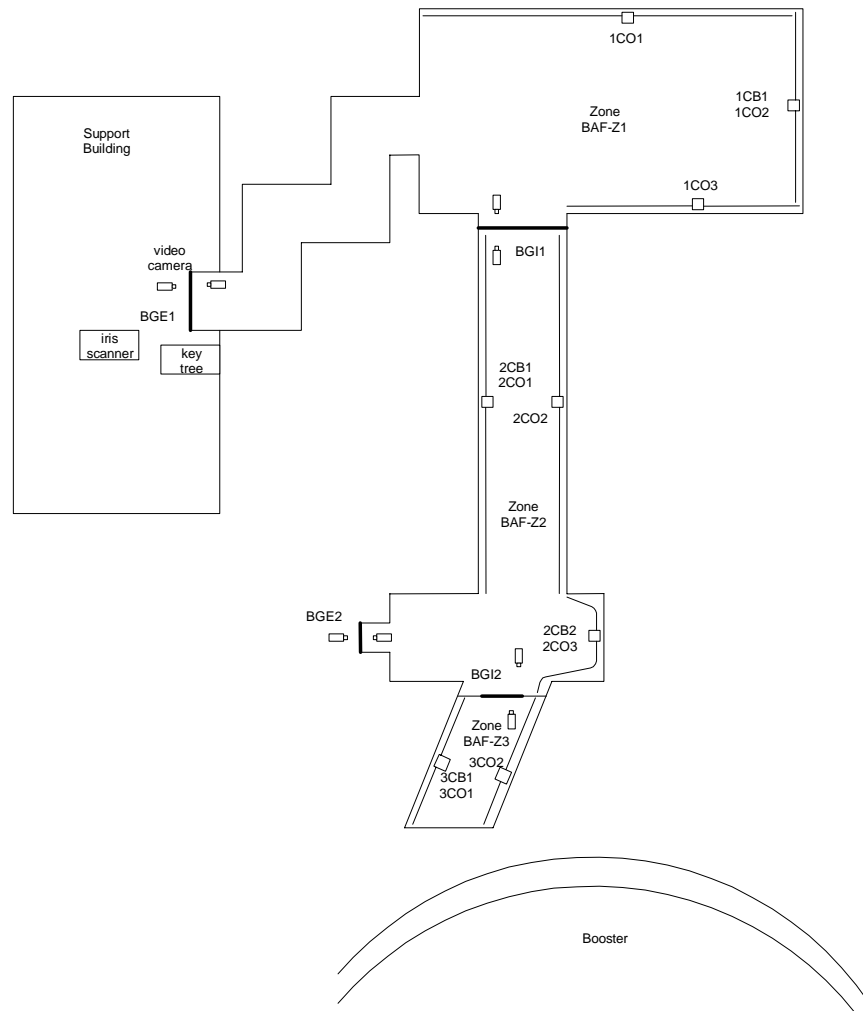 1CO1
1CB1
1CO2
Zone
BAF-Z1
Support
Building
1CO3
video
camera
BGI1
BGE1
iris
scanner
key
tree
2CB1
2CO1
2CO2
Zone
BAF-Z2
BGE2
2CB2
2CO3
BGI2
Zone
BAF-Z3
3CO2
3CB1
3CO1
Booster